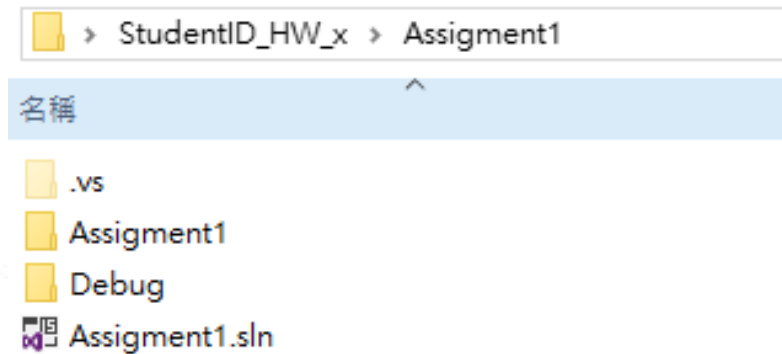 StudentID_HW_x > Assigment1
名稱
.vs
Assigment1
Debug
Assigment1.sln